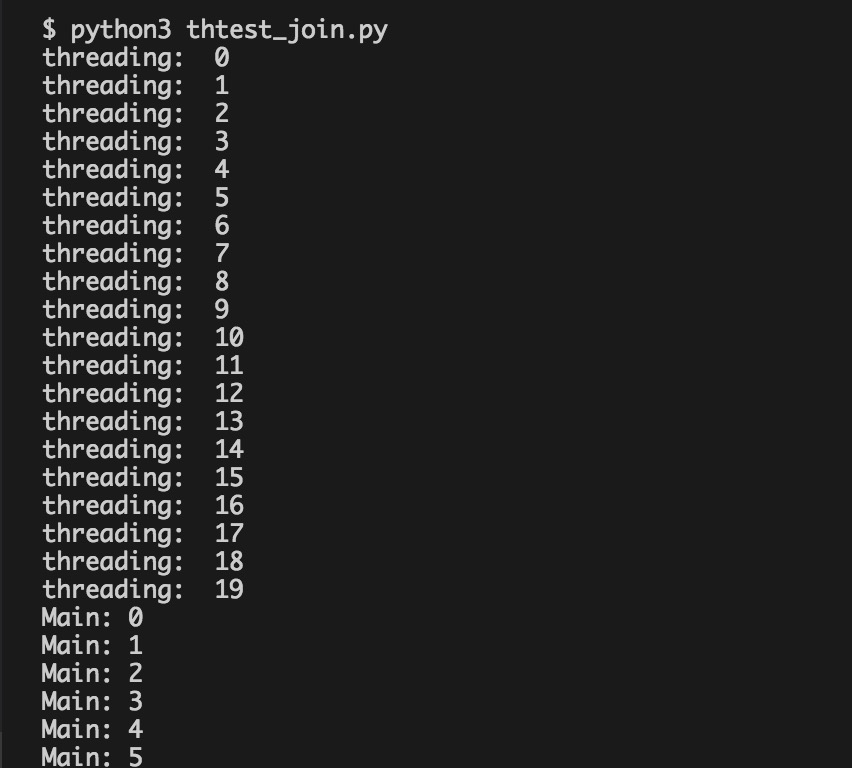 $ python3 thtest_join.py
threading:  0
threading:  1
threading:  2
threading:  3
threading:  4
threading:  5
threading:  6
threading:  7
threading:  8
threading:  9
threading:  10
threading:  11
threading:  12
threading:  13
threading:  14
threading:  15
threading:  16
threading:  17
threading:  18
threading:  19
Main: 0
Main: 1
Main: 2
Main: 3
Main: 4
Main: 5